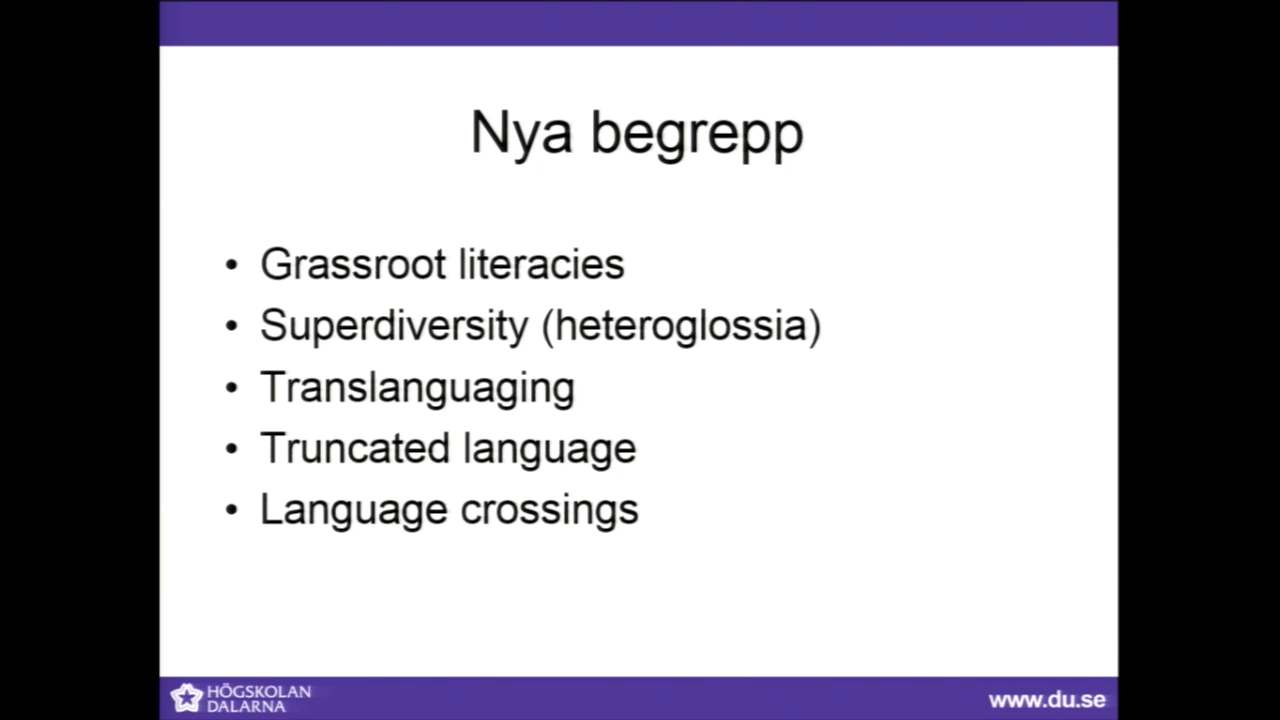 Nya begrepp
• Grassroot literacies
• Superdiversity (heteroglossia)
• Translanguaging
• Truncated language
• Language crossings
HÖGSKOLAN
DALARNA
www.du.se